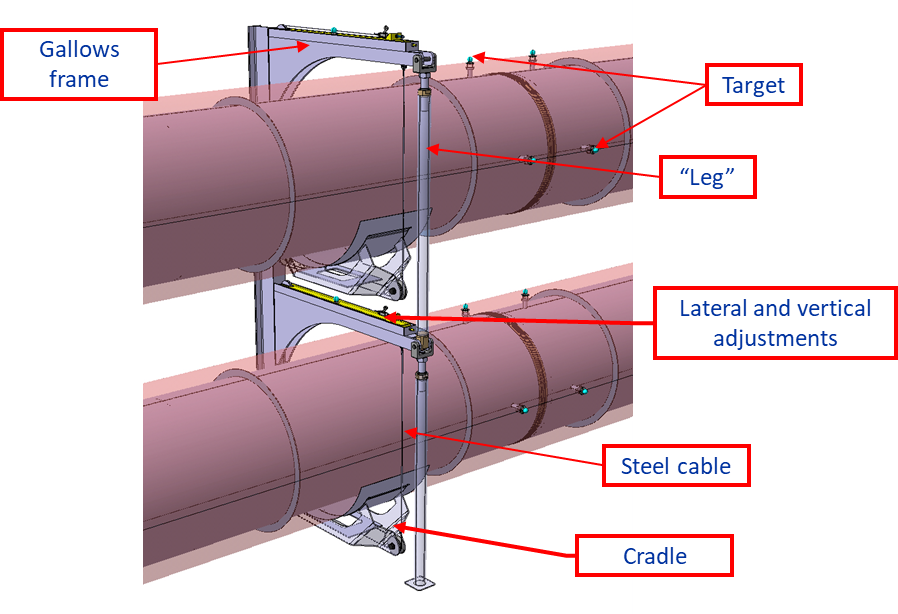 Gallows
frame
Target
“Leg”
Lateral and vertical
adjustments
Steel cable
Cradle